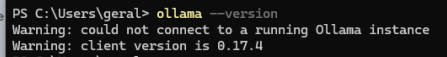 PS C:\Users\geral> ollama --version
Warning: could not connect to a running Ollama instance
Warning: client version is 0.17.4